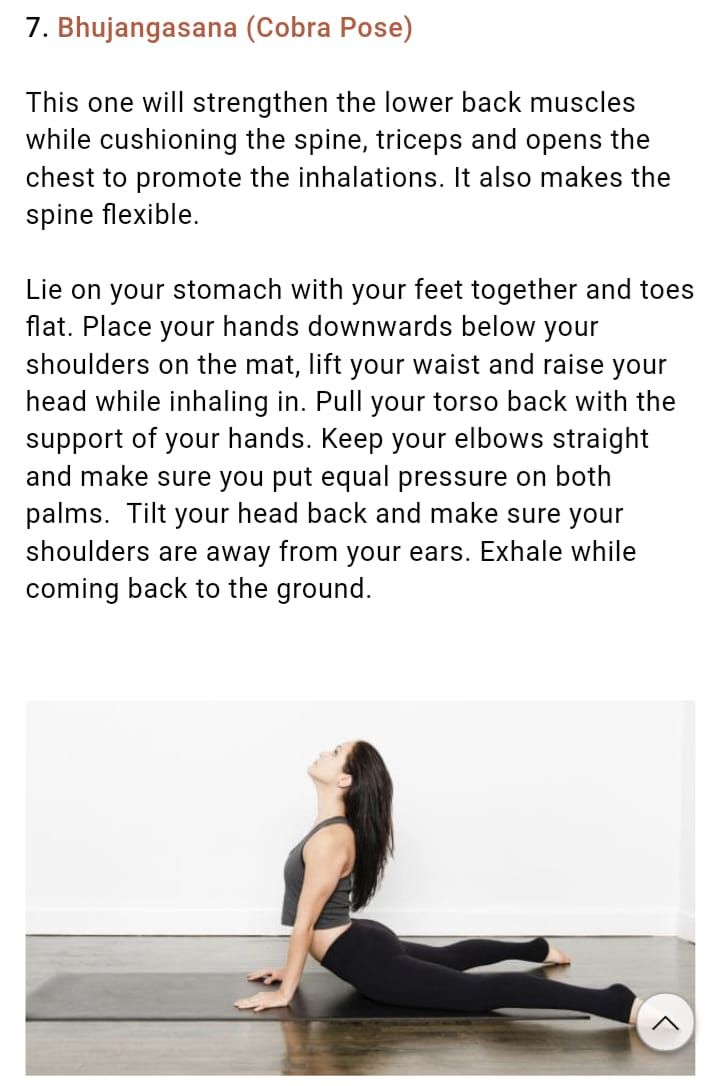 7. Bhujangasana (Cobra Pose)
This one will strengthen the lower back muscles
while cushioning the spine, triceps and opens the
chest to promote the inhalations. It also makes the
spine flexible.
Lie on your stomach with your feet together and toes
flat. Place your hands downwards below your
shoulders on the mat, lift your waist and raise your
head while inhaling in. Pull your torso back with the
support of your hands. Keep your elbows straight
and make sure you put equal pressure on both
palms.  Tilt your head back and make sure your
shoulders are away from your ears. Exhale while
coming back to the ground.